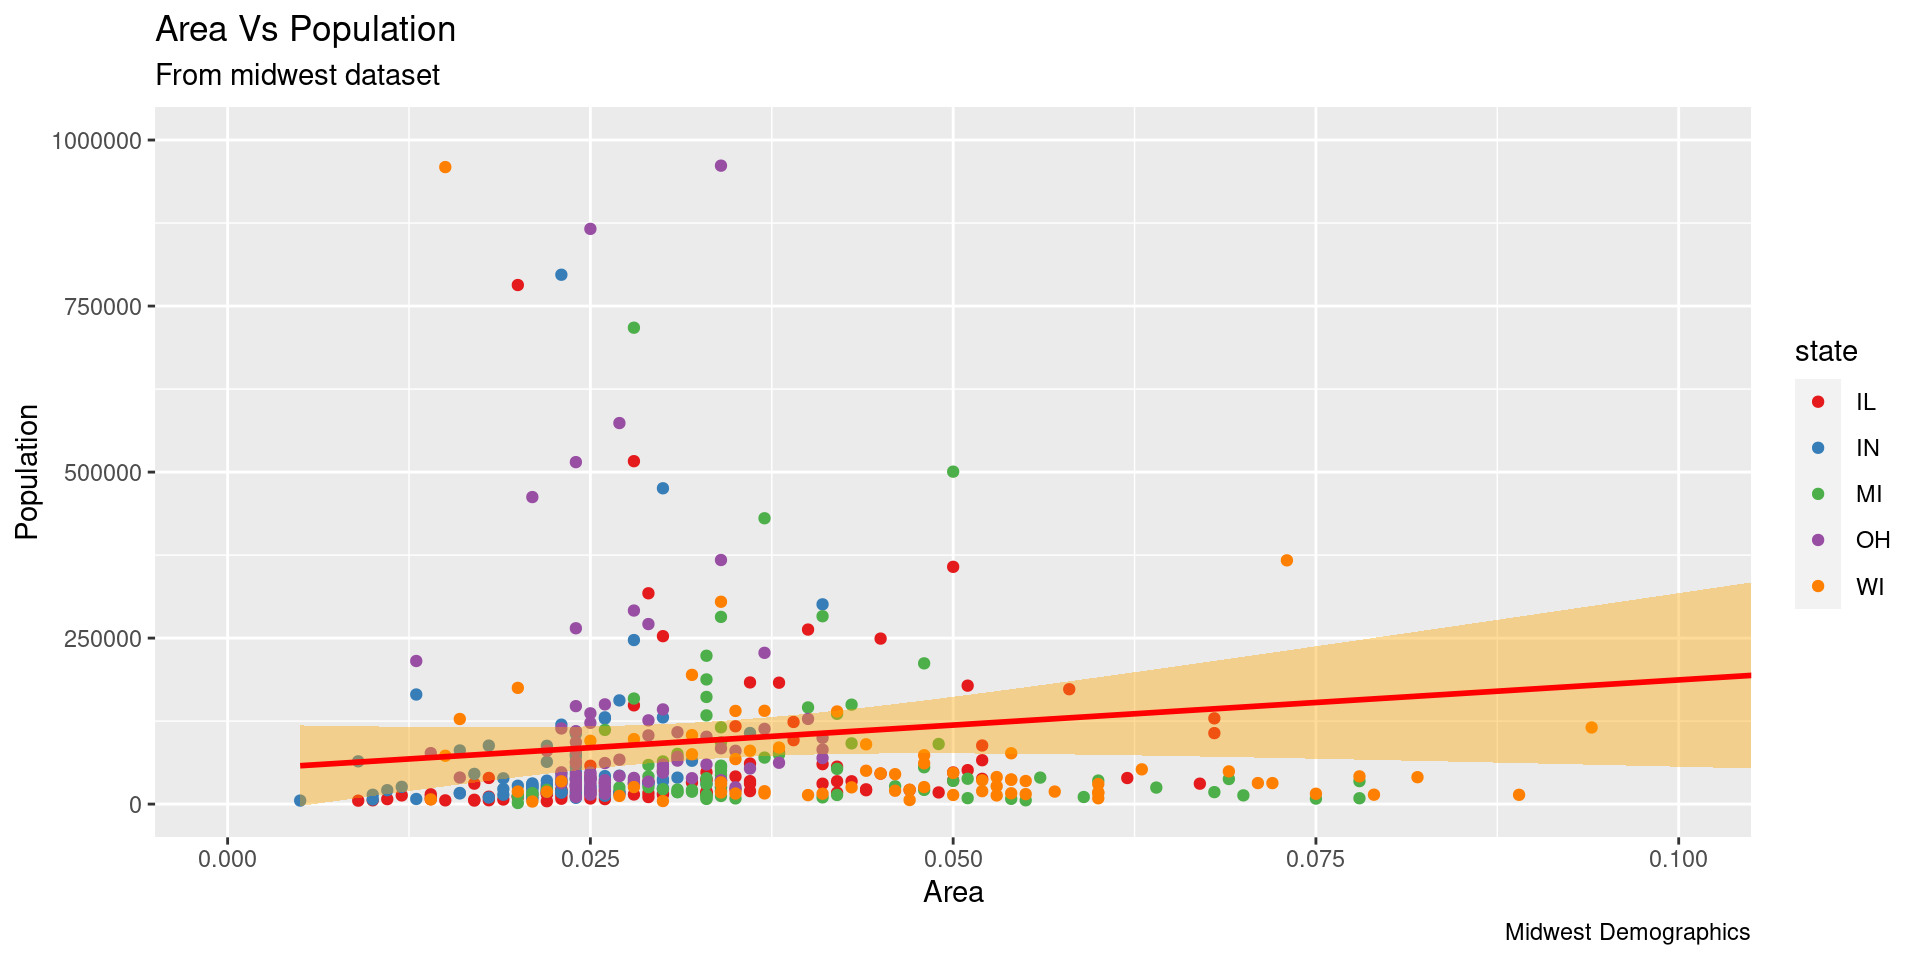 Area Vs Population
From midwest dataset
1000000
750000
500000
250000
0
Population
0.000
0.025
0.050
0.075
0.100
Area
state
IL
IN
MI
OH
WI
Midwest Demographics